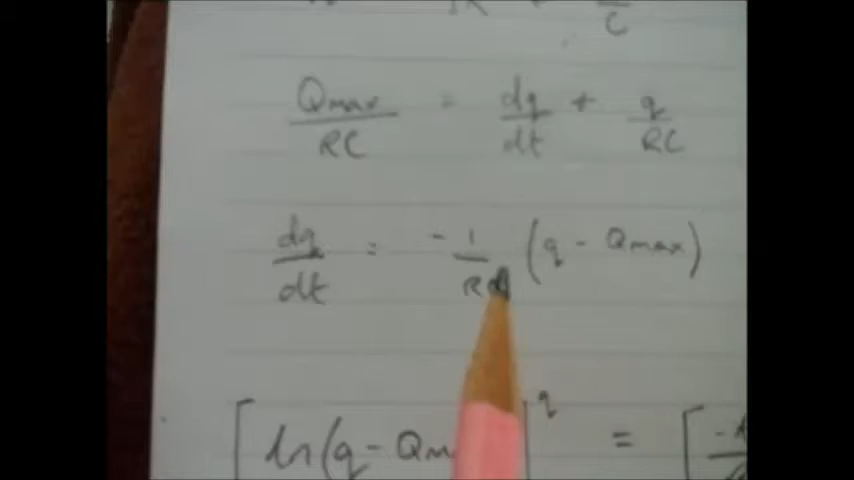 C
Qmax/RC = dq/dt + q/RC
dq/dt = -1/RC (q - Qmax)
[ln(q - Qm ]^q = [-